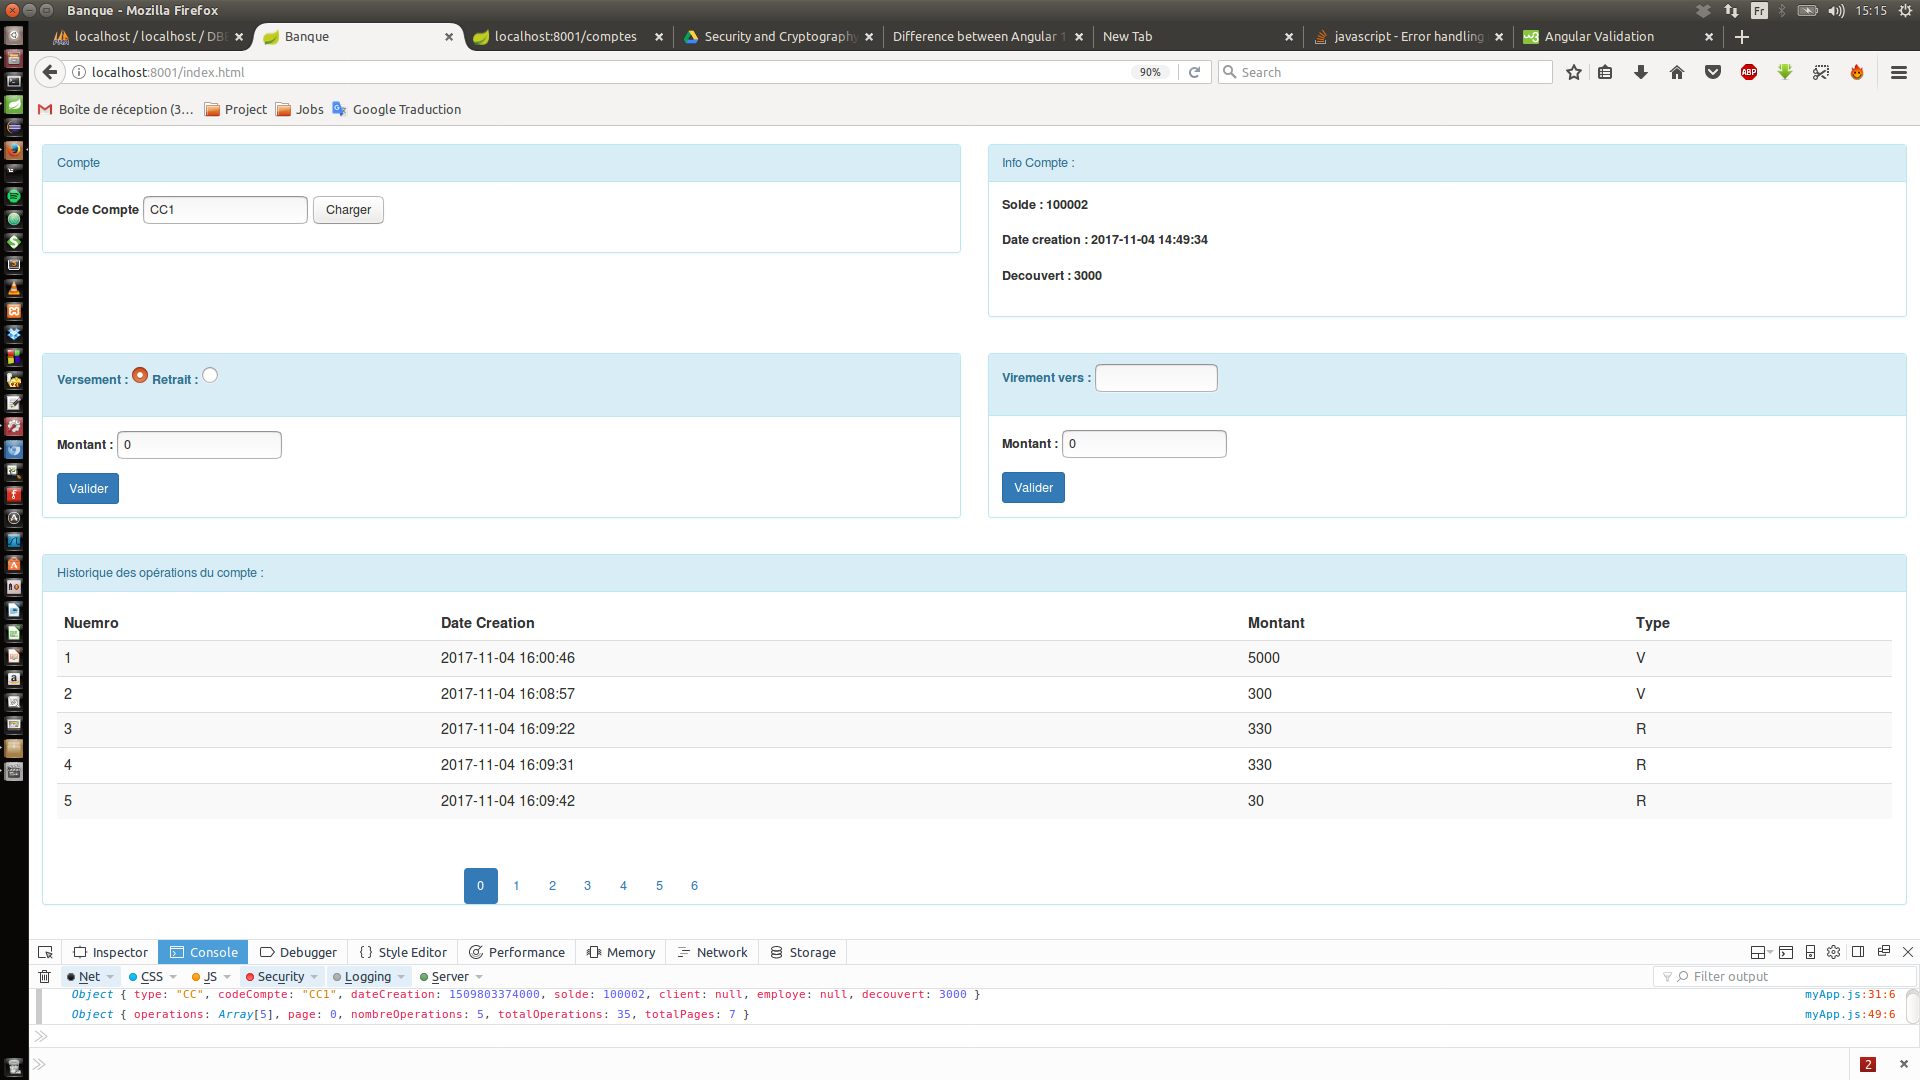 Banque - Mozilla Firefox
Fr
15:15
localhost / localhost / DB
Banque
localhost:8001/comptes
Security and Cryptography
Difference between Angular 1
New Tab
javascript - Error handling
Angular Validation
localhost:8001/index.html
90%
Search
ABP
Boîte de réception (3...
Project
Jobs
Google Traduction
Compte
Code Compte CC1 Charger
Info Compte :
Solde : 100002
Date creation : 2017-11-04 14:49:34
Decouvert : 3000
Versement : Retrait :
Montant : 0
Valider
Virement vers :
Montant : 0
Valider
Historique des opérations du compte :
Nuemro Date Creation Montant Type
1 2017-11-04 16:00:46 5000 V
2 2017-11-04 16:08:57 300 V
3 2017-11-04 16:09:22 330 R
4 2017-11-04 16:09:31 330 R
5 2017-11-04 16:09:42 30 R
0 1 2 3 4 5 6
Inspector Console Debugger Style Editor Performance Memory Network Storage
Net CSS JS Security Logging Server Filter output
Object { type: "CC", codeCompte: "CC1", dateCreation: 1509803374000, solde: 100002, client: null, employe: null, decouvert: 3000 } myApp.js:31:6
Object { operations: Array[5], page: 0, nombreOperations: 5, totalOperations: 35, totalPages: 7 } myApp.js:49:6
2